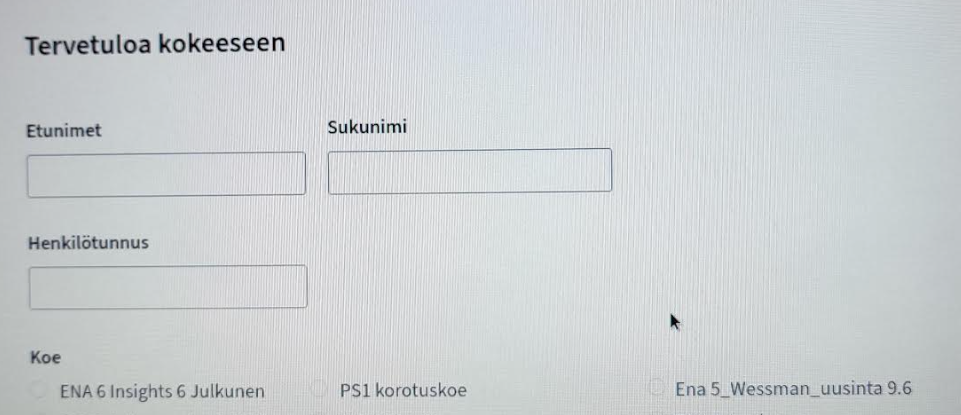 Tervetuloa kokeeseen
Etunimet Sukunimi
Henkilötunnus
Koe
ENA 6 Insights 6 Julkunen PS1 korotuskoe Ena 5_Wessman_uusinta 9.6